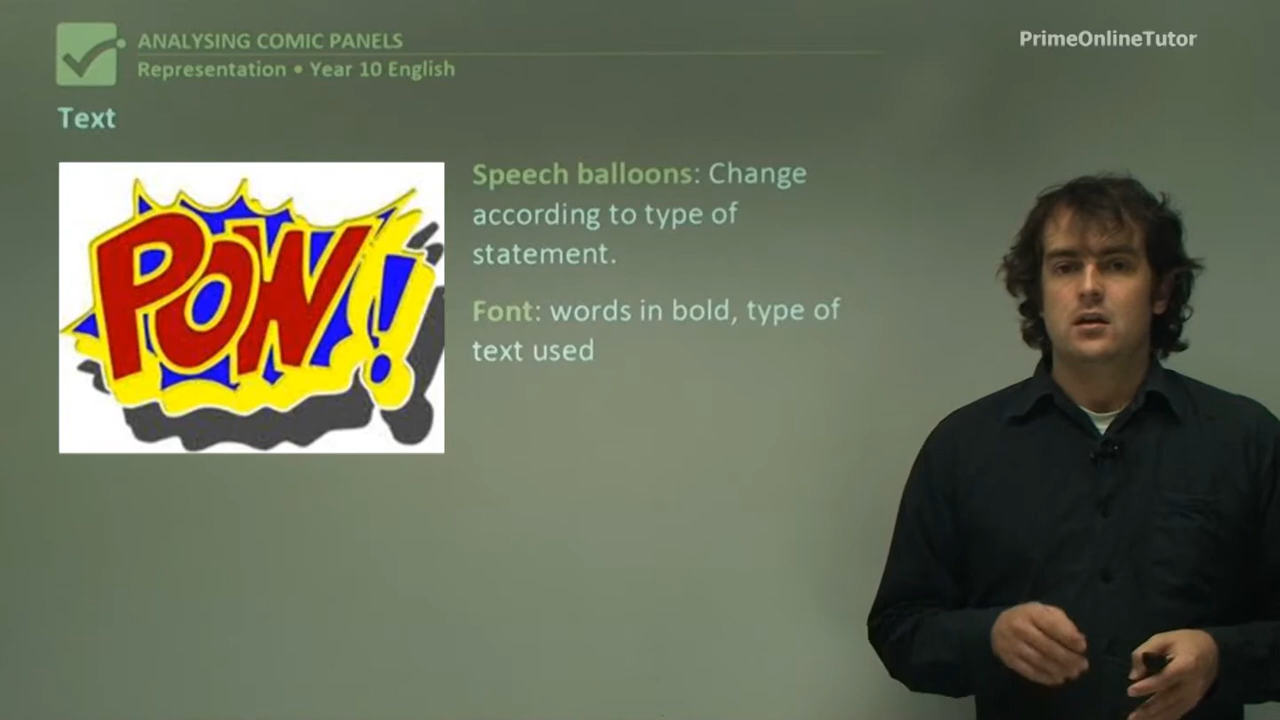 ANALYSING COMIC PANELS
Representation • Year 10 English
PrimeOnlineTutor
Text
POW!
Speech balloons: Change
according to type of
statement.
Font: words in bold, type of
text used